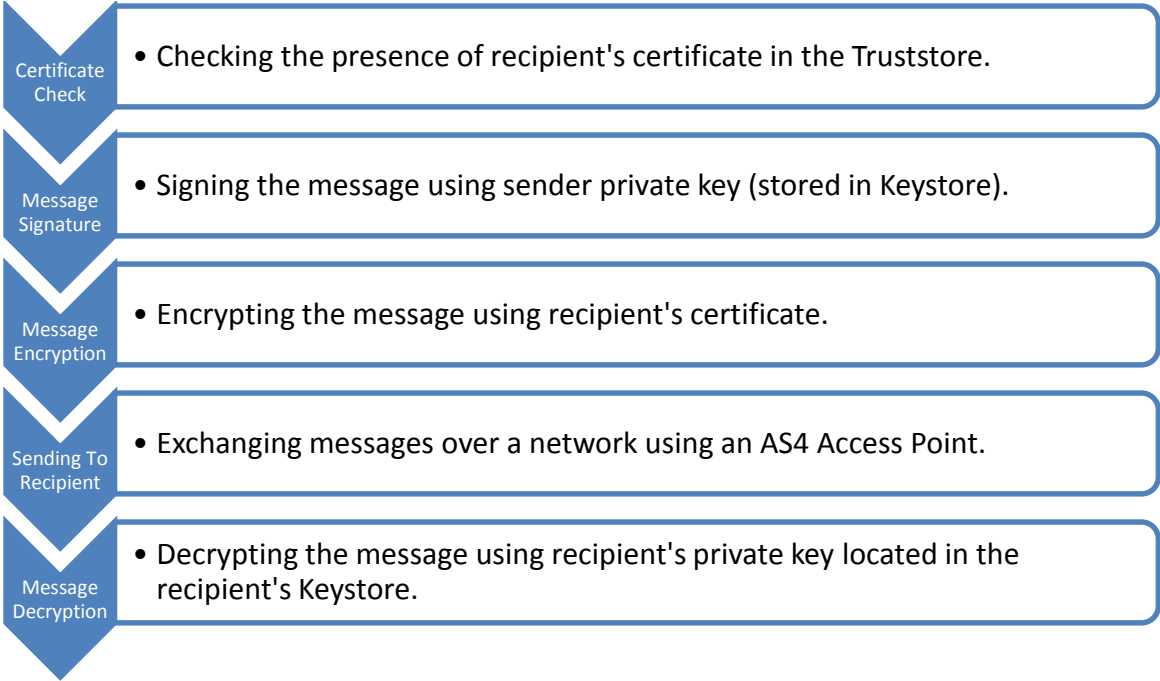 Certificate
Check
• Checking the presence of recipient's certificate in the Truststore.
Message
Signature
• Signing the message using sender private key (stored in Keystore).
Message
Encryption
• Encrypting the message using recipient's certificate.
Sending To
Recipient
• Exchanging messages over a network using an AS4 Access Point.
Message
Decryption
• Decrypting the message using recipient's private key located in the
recipient's Keystore.